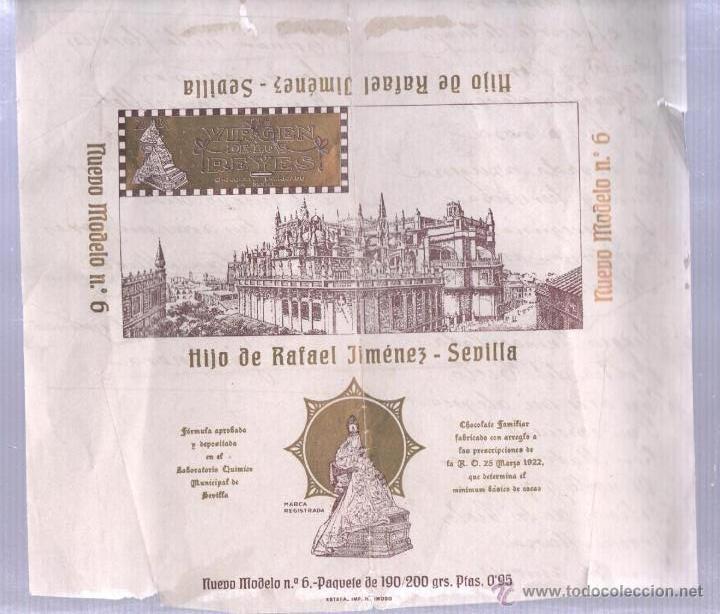 Hijo de Rafael Jiménez - Sevilla
VIRGEN
DE LOS
REYES
Nuevo Modelo n.º 6
Nuevo Modelo n.º 6
Hijo de Rafael Jiménez - Sevilla
Fórmula aprobada
y depositada
en el
Laboratorio Químico
Municipal de
Sevilla
Chocolate Familiar
fabricado con arreglo a
las prescripciones de
la R. O. 25 Marzo 1922,
que determina el
mínimum básico de cacao
MARCA
REGISTRADA
Nuevo Modelo n.º 6.-Paquete de 190/200 grs. Ptas. 0'95
todocoleccion
www.todocoleccion.net